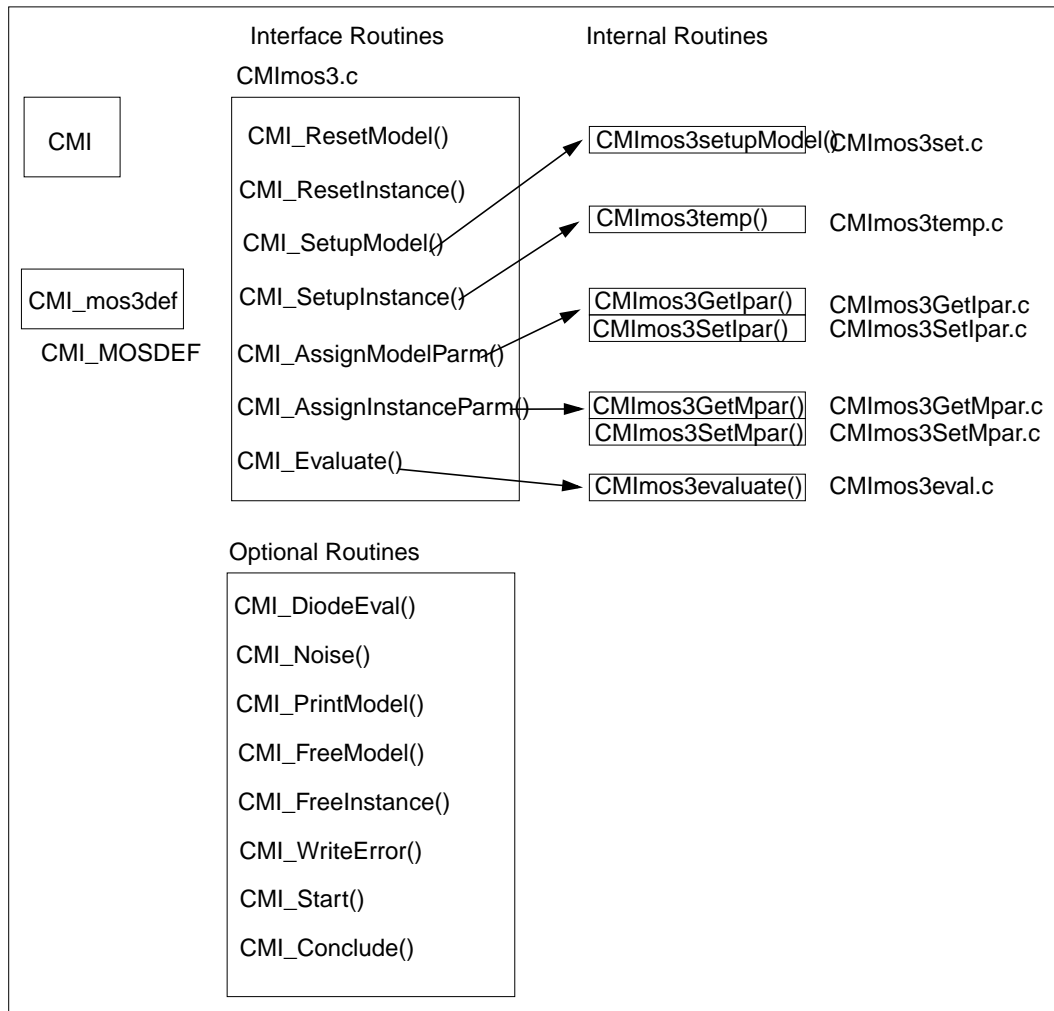 Interface Routines
Internal Routines
CMImos3.c
CMI
CMI_ResetModel()
CMI_ResetInstance()
CMI_SetupModel()
CMI_SetupInstance()
CMI_AssignModelParm()
CMI_AssignInstanceParm()
CMI_Evaluate()
CMI_mos3def
CMI_MOSDEF
CMImos3setupModel()
CMImos3set.c
CMImos3temp()
CMImos3temp.c
CMImos3GetIpar()
CMImos3GetIpar.c
CMImos3SetIpar()
CMImos3SetIpar.c
CMImos3GetMpar()
CMImos3GetMpar.c
CMImos3SetMpar()
CMImos3SetMpar.c
CMImos3evaluate()
CMImos3eval.c
Optional Routines
CMI_DiodeEval()
CMI_Noise()
CMI_PrintModel()
CMI_FreeModel()
CMI_FreeInstance()
CMI_WriteError()
CMI_Start()
CMI_Conclude()